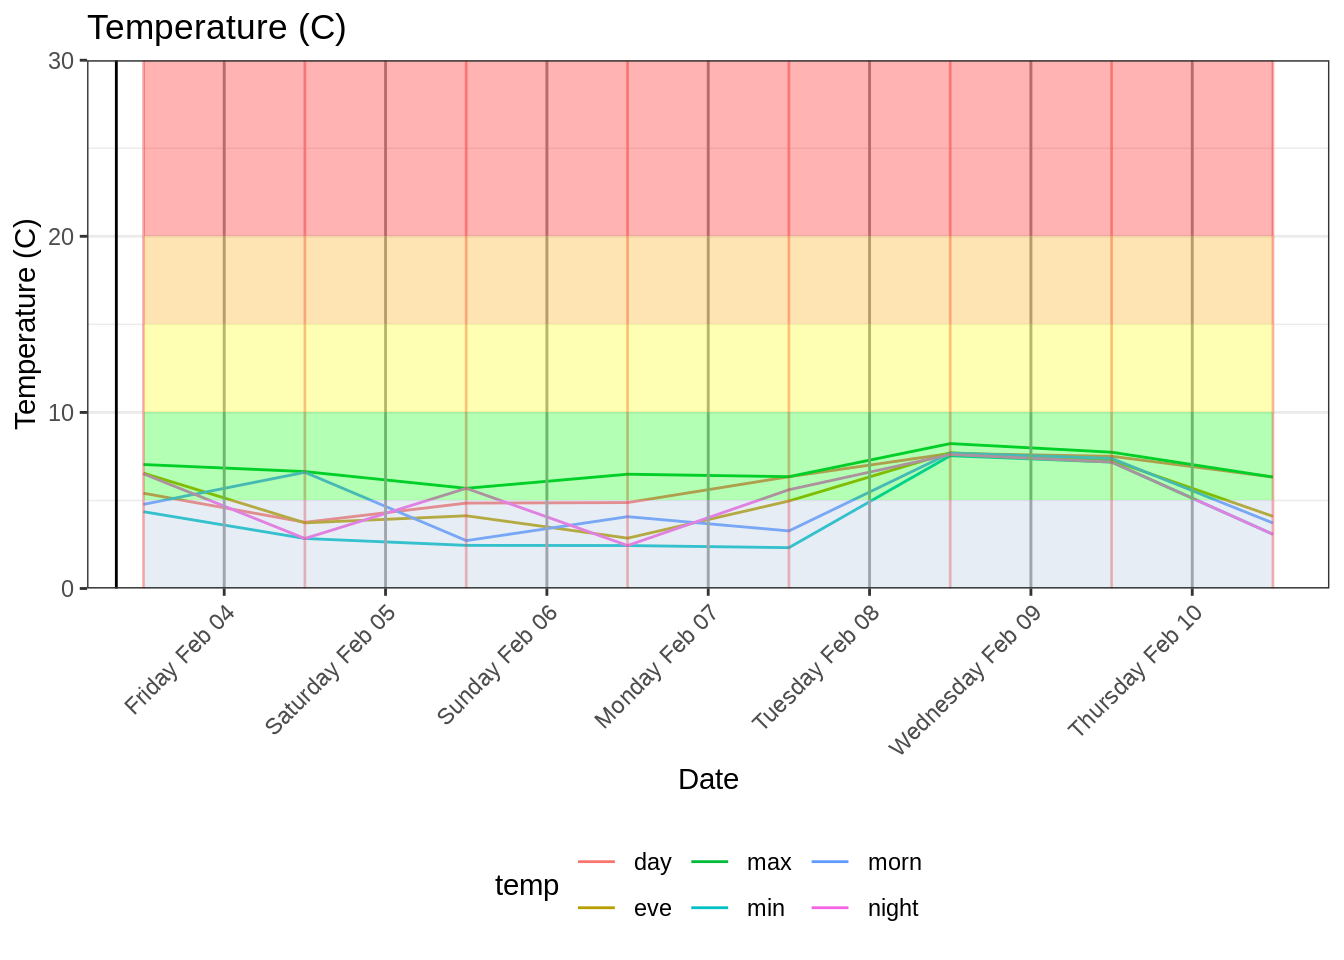 Temperature (C)
Temperature (C)
30
20
10
0
Friday Feb 04
Saturday Feb 05
Sunday Feb 06
Monday Feb 07
Tuesday Feb 08
Wednesday Feb 09
Thursday Feb 10
Date
temp
day
max
morn
eve
min
night